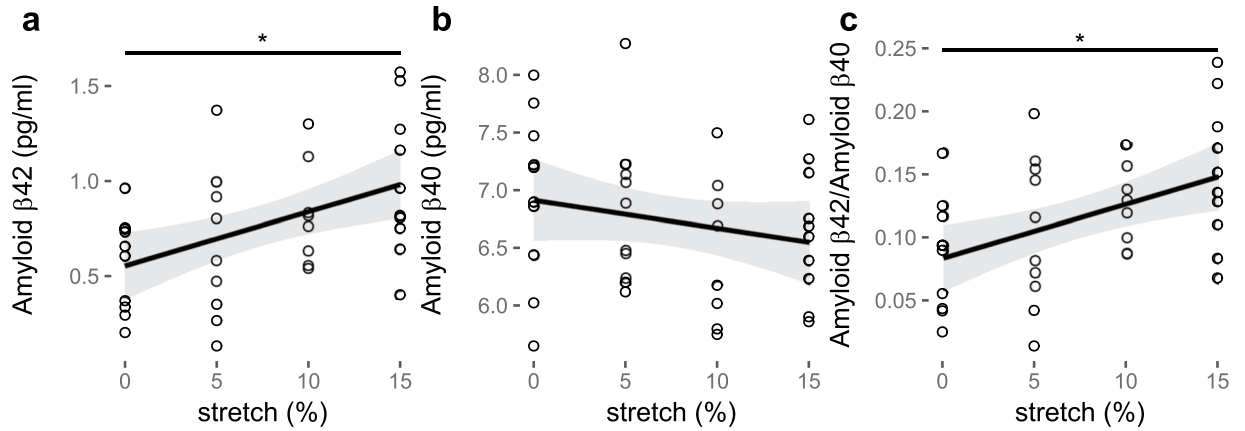 a
*
Amyloid β42 (pg/ml)
1.5
1.0
0.5
0 5 10 15
stretch (%)
b
Amyloid β40 (pg/ml)
8.0
7.5
7.0
6.5
6.0
0 5 10 15
stretch (%)
c
*
Amyloid β42/Amyloid β40
0.25
0.20
0.15
0.10
0.05
0 5 10 15
stretch (%)